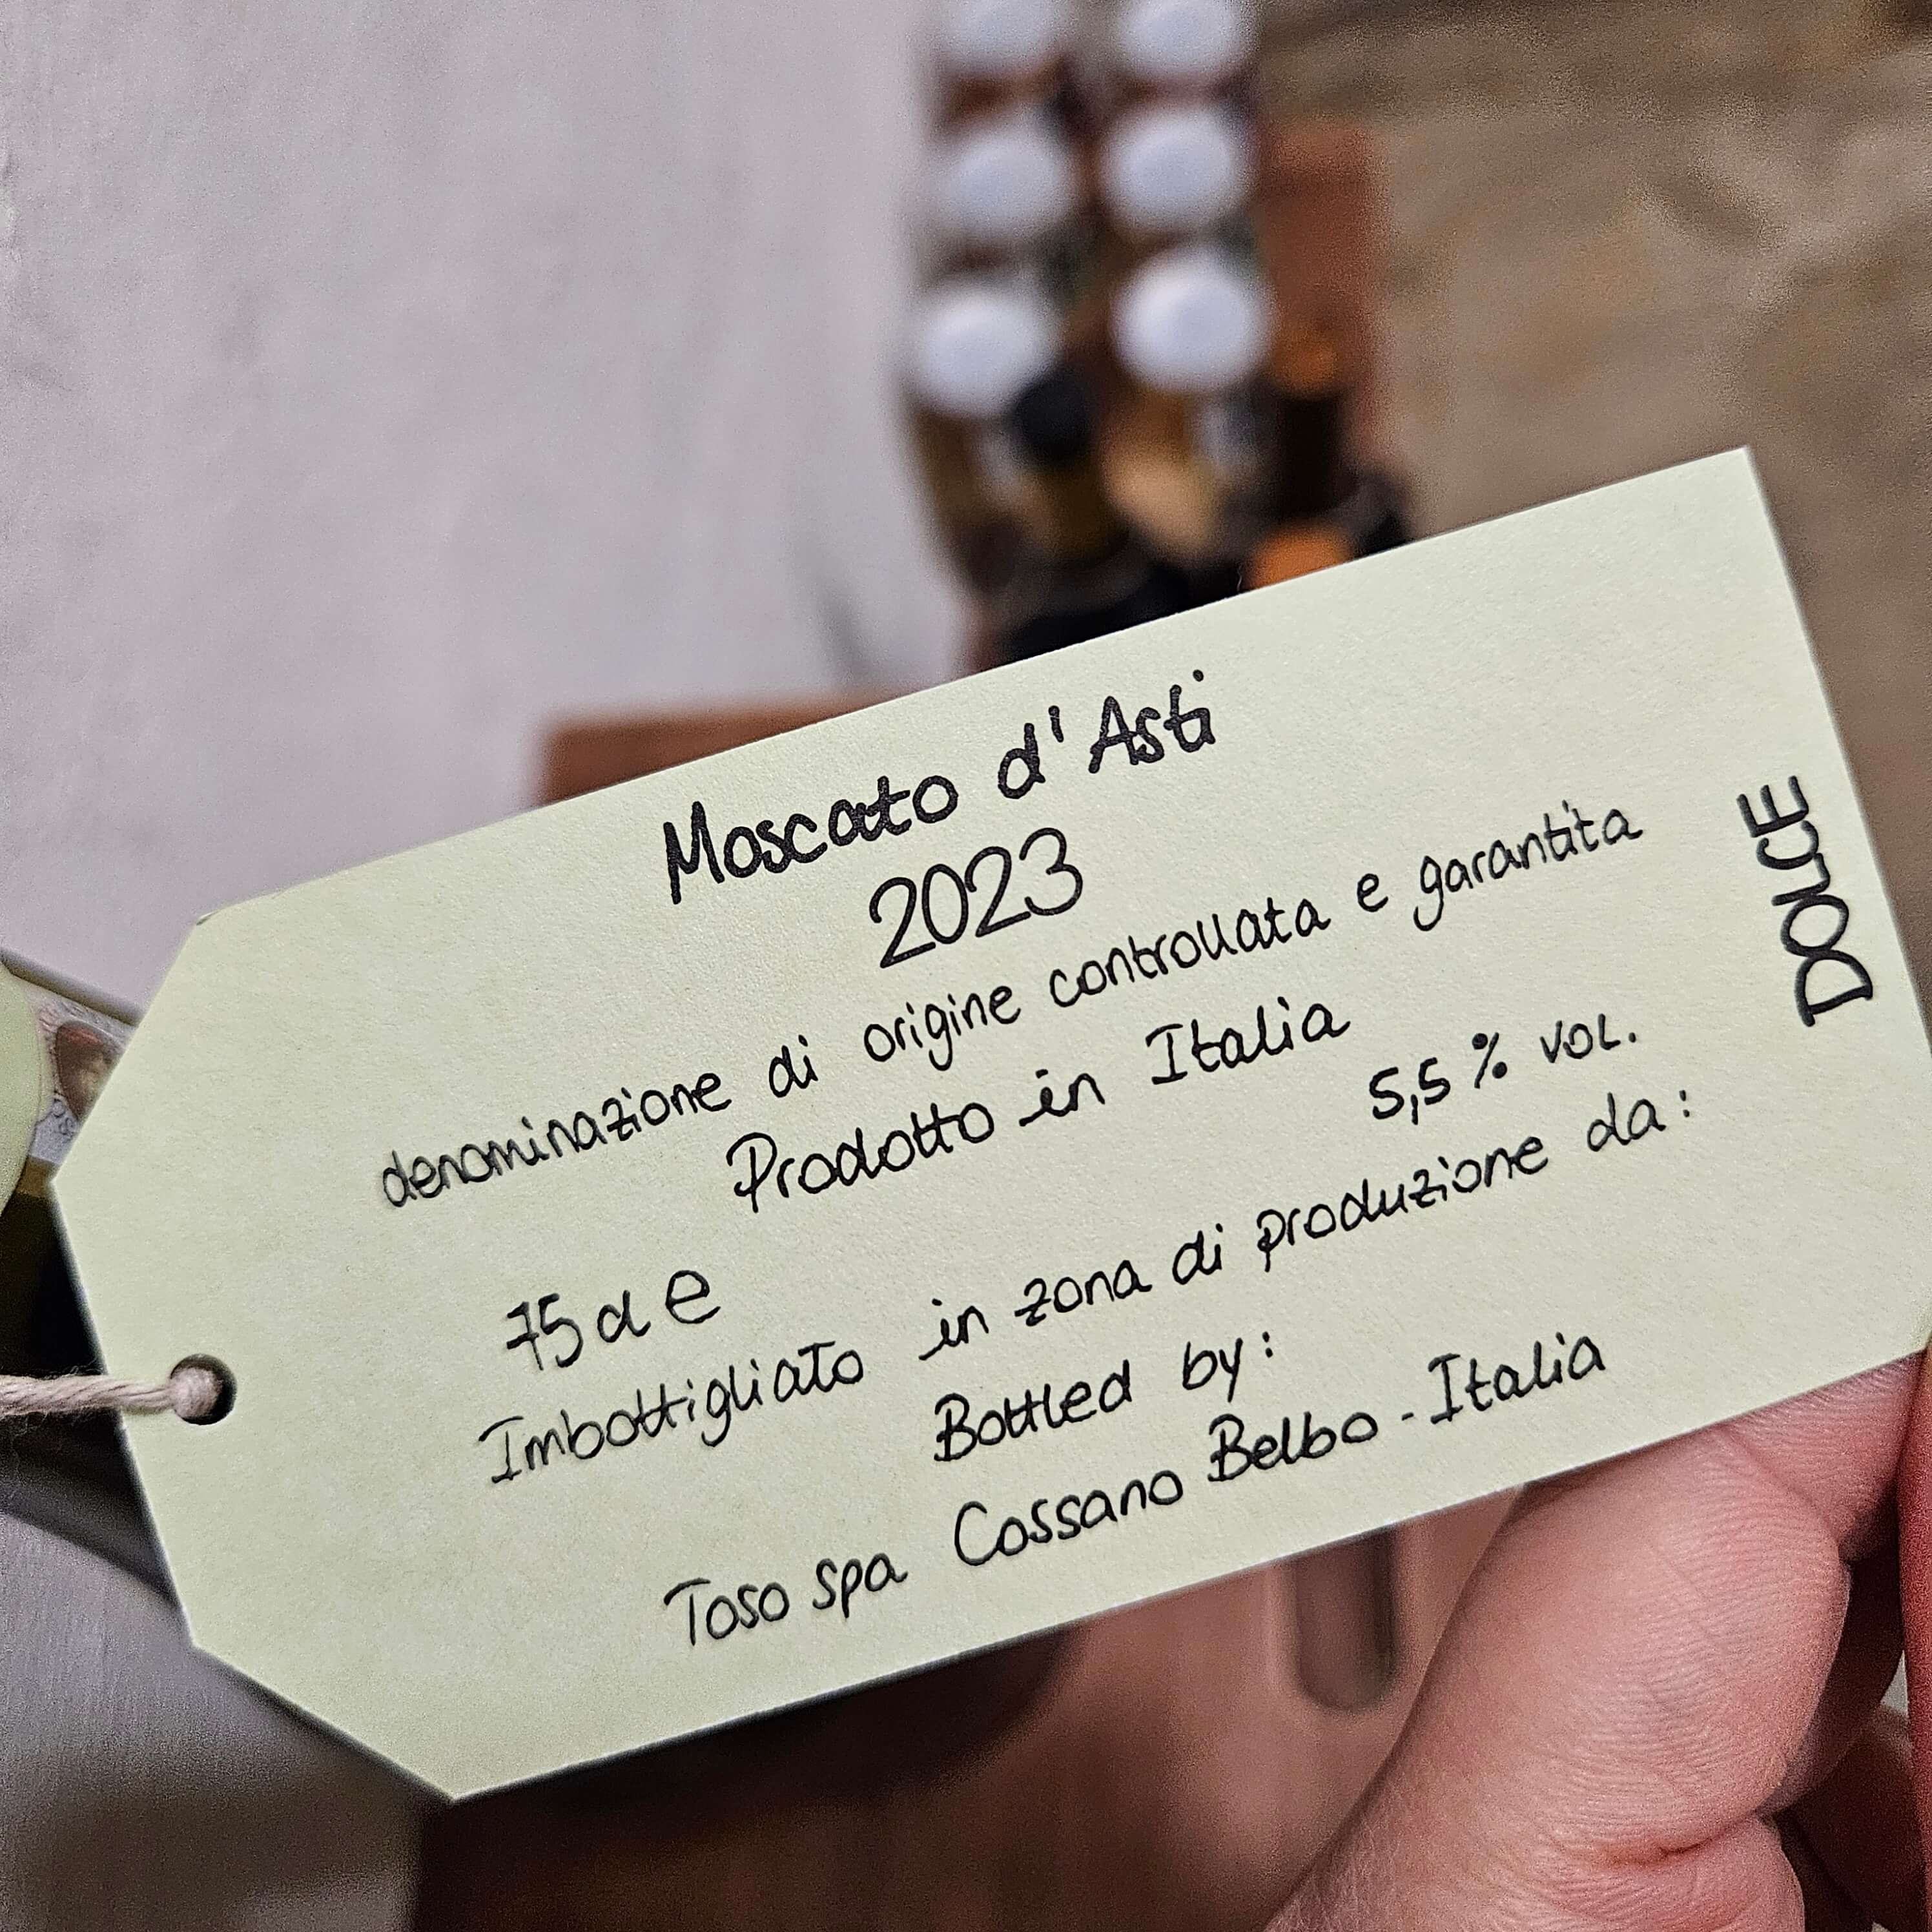 Moscato d'Asti
2023
denominazione di origine controllata e garantita
Prodotto in Italia
5,5 % VOL.
75 cl e
Imbottigliato in zona di produzione da:
Bottled by:
Toso spa Cossano Belbo - Italia
DOLCE